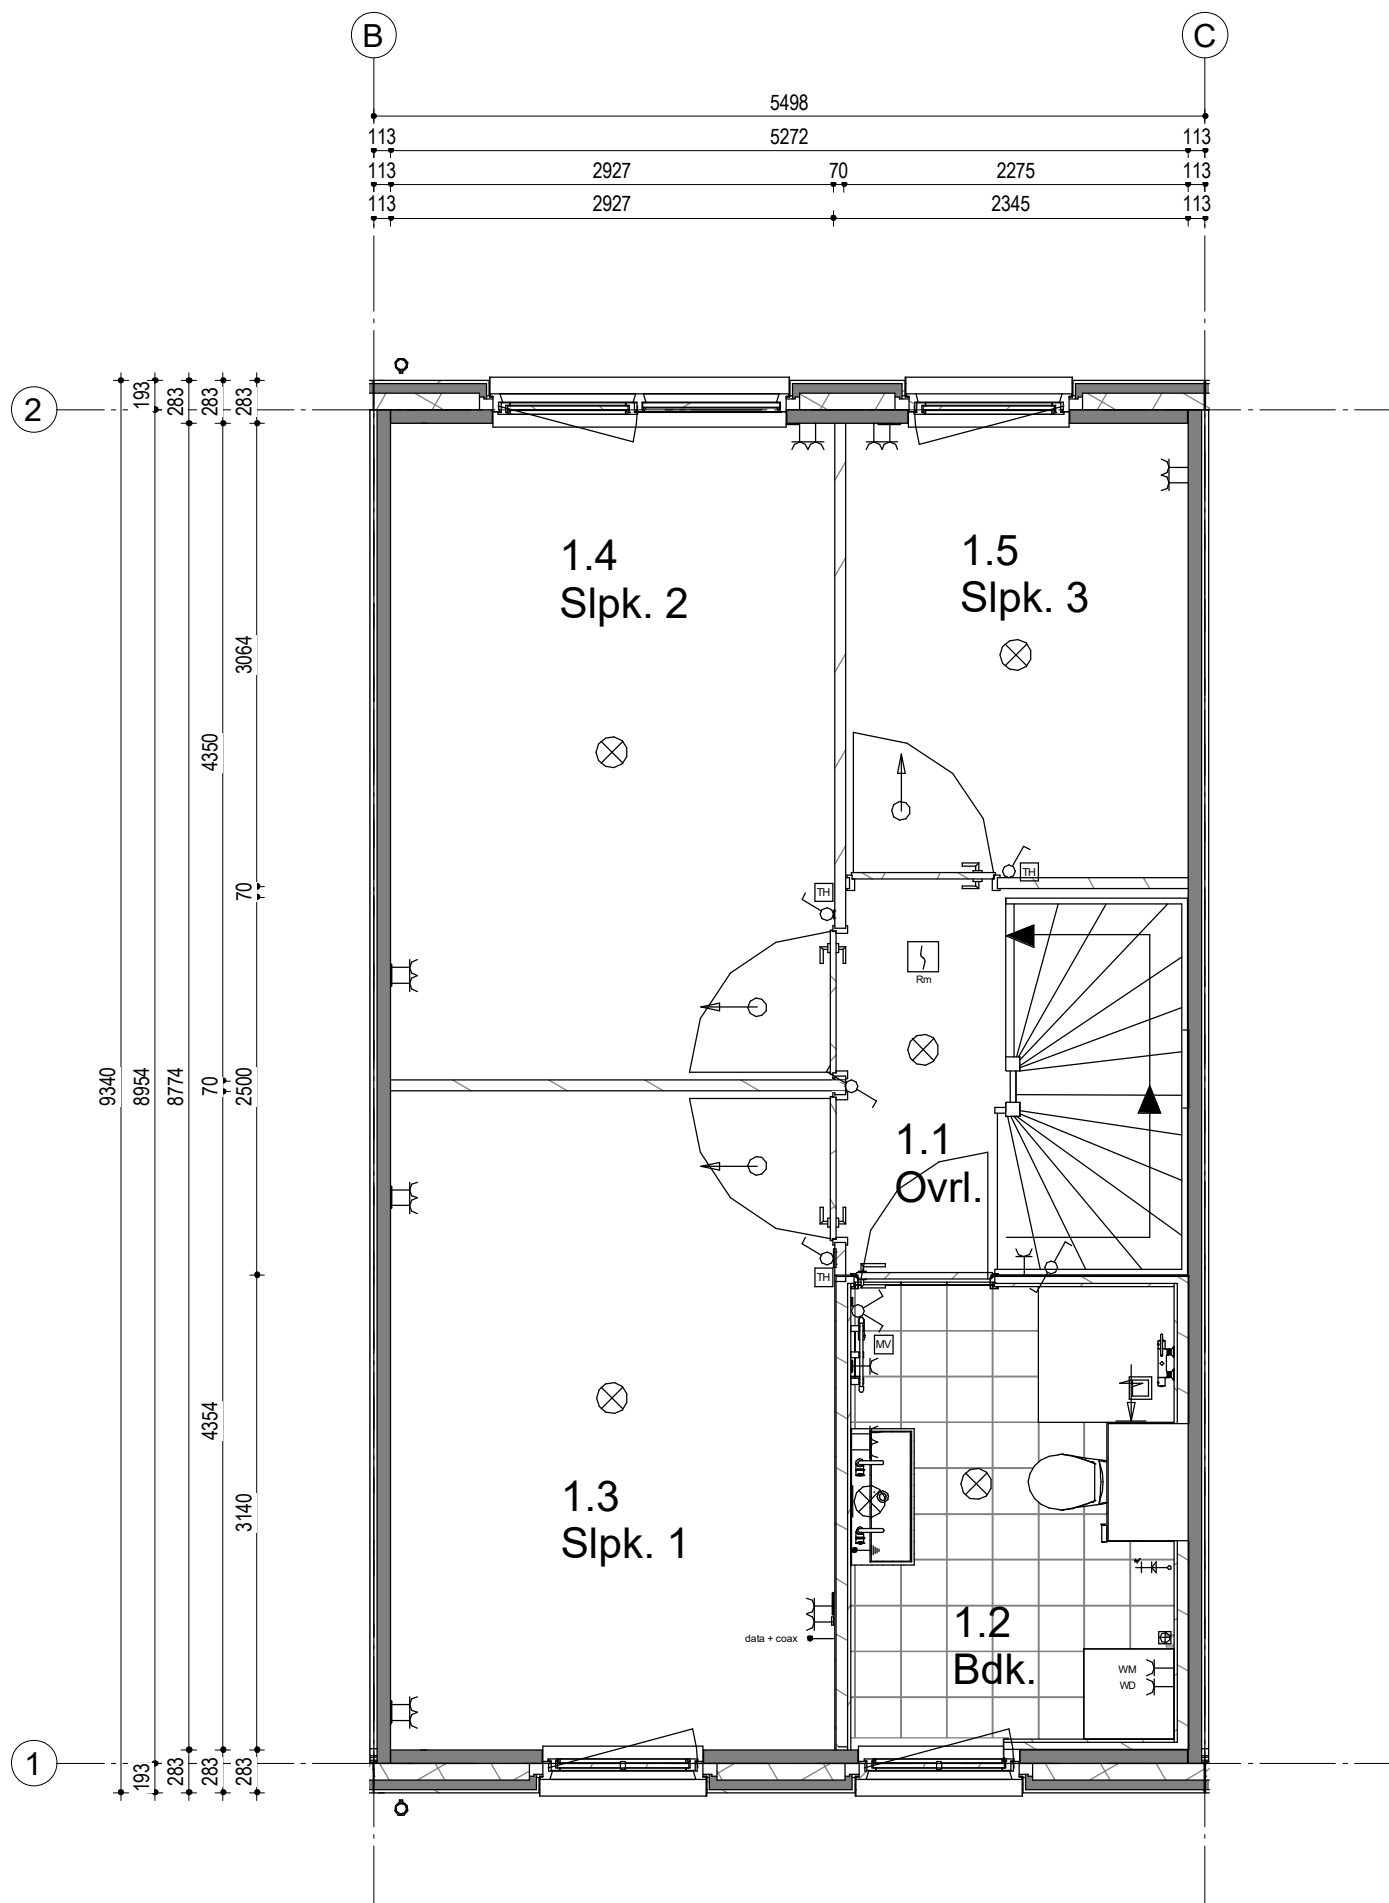 B
C
5498
113
5272
113
113
2927
70
2275
113
113
2927
2345
113
2
193
283
283
283
3064
4350
70
9340
8954
8774
70
2500
4354
3140
1
193
283
283
283
1.4
Slpk. 2
1.5
Slpk. 3
TH
TH
Rm
1.1
Ovrl.
TH
MV
1.3
Slpk. 1
data + coax
1.2
Bdk.
WM
WD